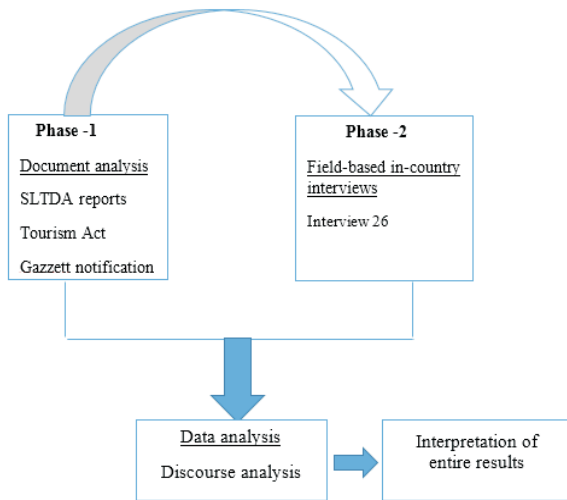 Phase -1
Document analysis
SLTDA reports
Tourism Act
Gazzett notification
Phase -2
Field-based in-country
interviews
Interview 26
Data analysis
Discourse analysis
Interpretation of
entire results